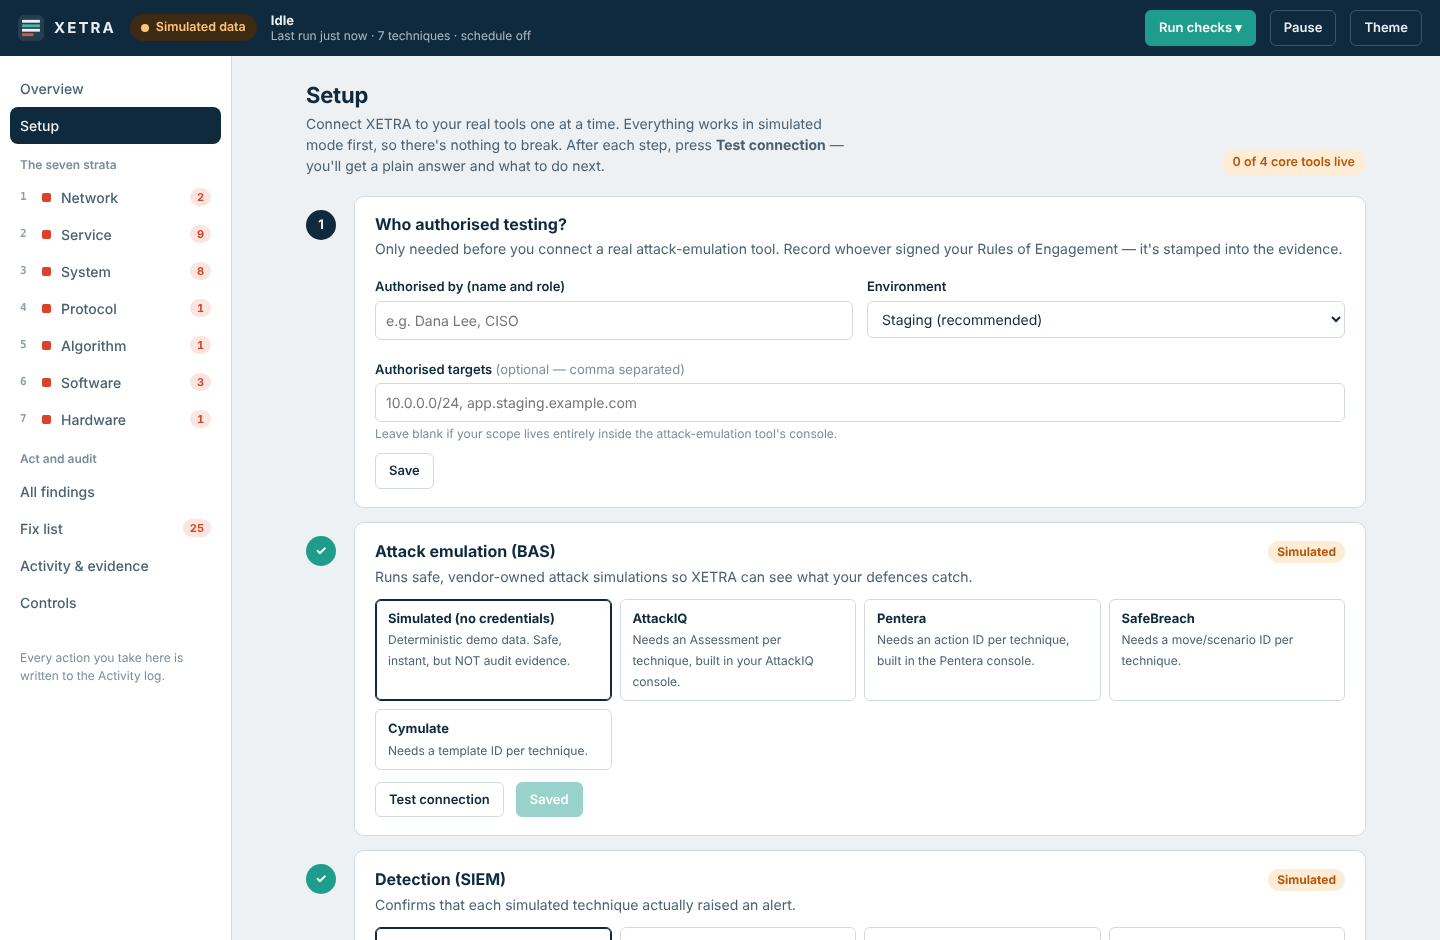 XETRA
Simulated data
Idle
Last run just now · 7 techniques · schedule off
Run checks ▾
Pause
Theme
Overview
Setup
The seven strata
1 Network 2
2 Service 9
3 System 8
4 Protocol 1
5 Algorithm 1
6 Software 3
7 Hardware 1
Act and audit
All findings
Fix list 25
Activity & evidence
Controls
Every action you take here is
written to the Activity log.
Setup
Connect XETRA to your real tools one at a time. Everything works in simulated
mode first, so there's nothing to break. After each step, press Test connection —
you'll get a plain answer and what to do next.
0 of 4 core tools live
1
Who authorised testing?
Only needed before you connect a real attack-emulation tool. Record whoever signed your Rules of Engagement — it's stamped into the evidence.
Authorised by (name and role)
Environment
e.g. Dana Lee, CISO
Staging (recommended)
Authorised targets (optional — comma separated)
10.0.0.0/24, app.staging.example.com
Leave blank if your scope lives entirely inside the attack-emulation tool's console.
Save
Attack emulation (BAS)
Simulated
Runs safe, vendor-owned attack simulations so XETRA can see what your defences catch.
Simulated (no credentials)
Deterministic demo data. Safe,
instant, but NOT audit evidence.
AttackIQ
Needs an Assessment per
technique, built in your AttackIQ
console.
Pentera
Needs an action ID per technique,
built in the Pentera console.
SafeBreach
Needs a move/scenario ID per
technique.
Cymulate
Needs a template ID per technique.
Test connection
Saved
Detection (SIEM)
Simulated
Confirms that each simulated technique actually raised an alert.